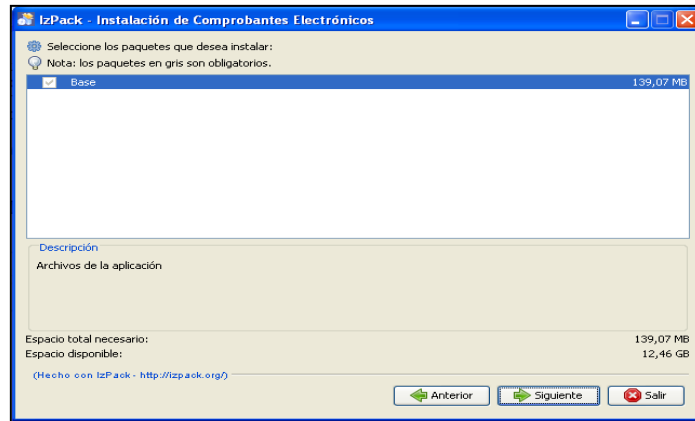 IzPack - Instalación de Comprobantes Electrónicos
Seleccione los paquetes que desea instalar:
Nota: los paquetes en gris son obligatorios.
Base 139,07 MB
Descripción
Archivos de la aplicación
Espacio total necesario: 139,07 MB
Espacio disponible: 12,46 GB
(Hecho con IzPack - http://izpack.org/)
Anterior Siguiente Salir